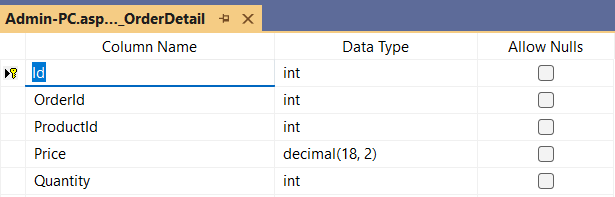 Admin-PC.asp..._OrderDetail
Column Name Data Type Allow Nulls
Id int
OrderId int
ProductId int
Price decimal(18, 2)
Quantity int